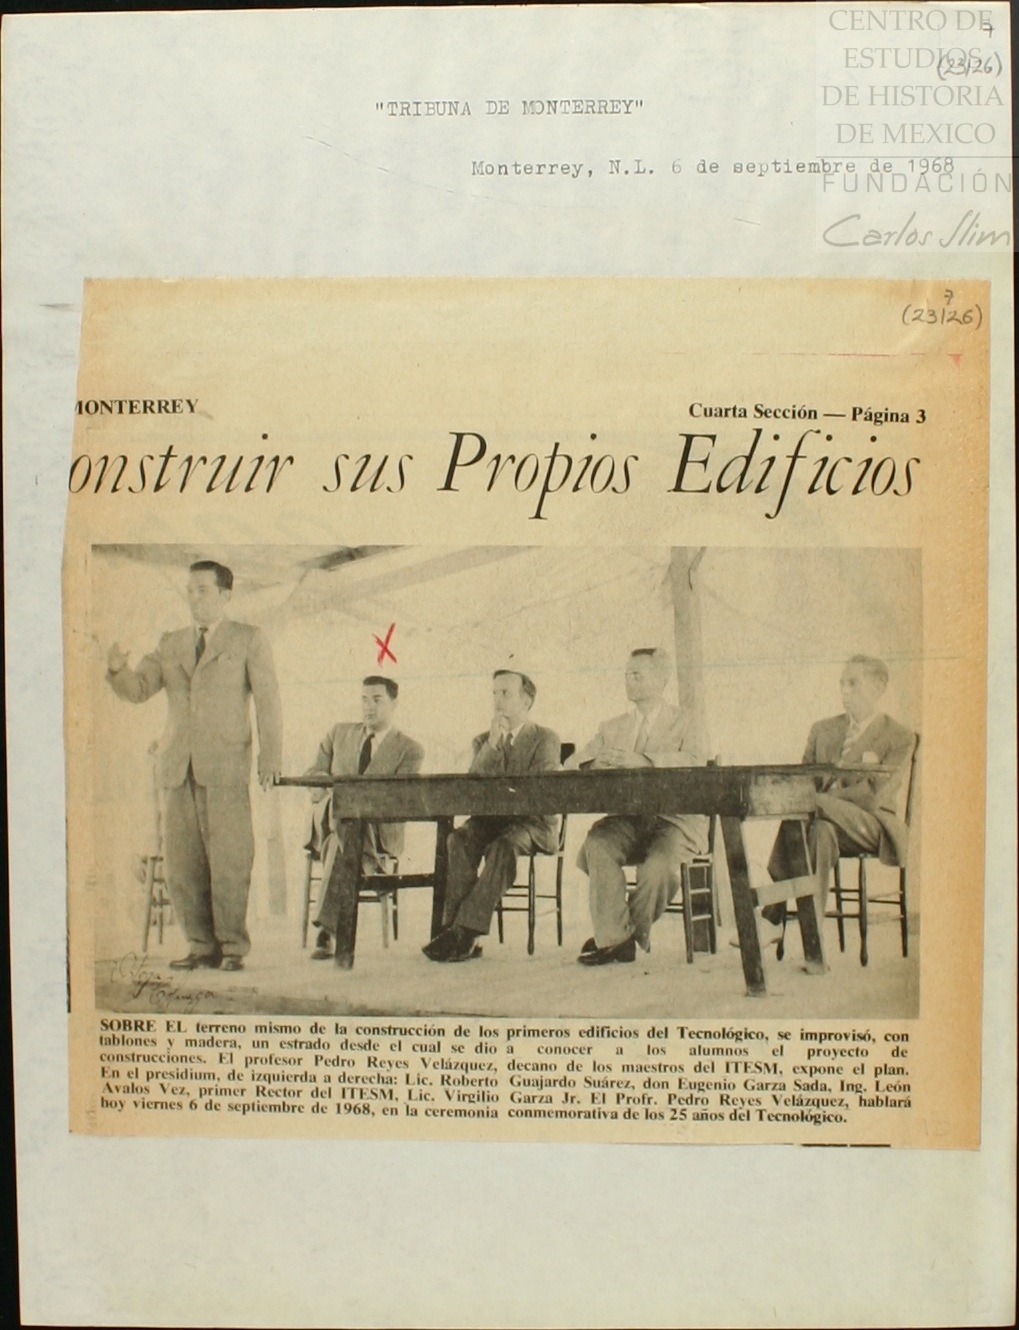 CENTRO DE
ESTUDIOS
DE HISTORIA
DE MEXICO
FUNDACIÓN
Carlos Slim
7
(23/26)
"TRIBUNA DE MONTERREY"
Monterrey, N.L. 6 de septiembre de 1968
7
(23/26)
MONTERREY
Cuarta Sección — Página 3
onstruir sus Propios Edificios
X
SOBRE EL terreno mismo de la construcción de los primeros edificios del Tecnológico, se improvisó, con
tablones y madera, un estrado desde el cual se dio a conocer a los alumnos el proyecto de
construcciones. El profesor Pedro Reyes Velázquez, decano de los maestros del ITESM, expone el plan.
En el presidium, de izquierda a derecha: Lic. Roberto Guajardo Suárez, don Eugenio Garza Sada, Ing. León
Avalos Vez, primer Rector del ITESM, Lic. Virgilio Garza Jr. El Profr. Pedro Reyes Velázquez, hablará
hoy viernes 6 de septiembre de 1968, en la ceremonia conmemorativa de los 25 años del Tecnológico.